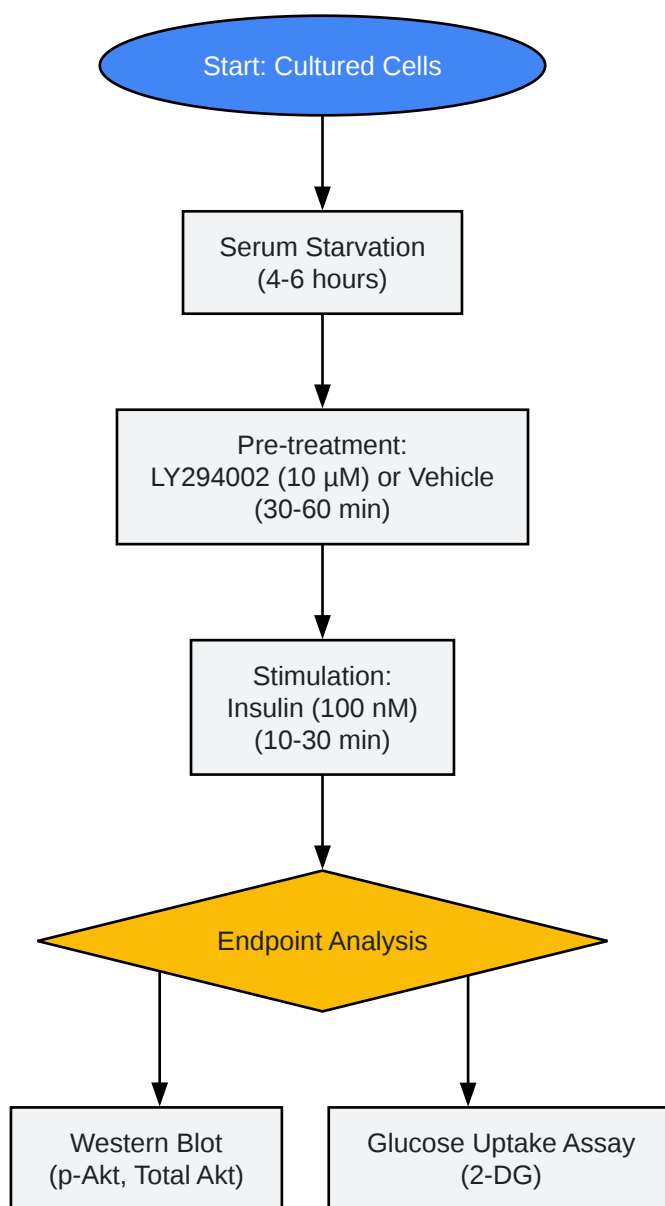 Start: Cultured Cells
Serum Starvation
(4-6 hours)
Pre-treatment:
LY294002 (10 µM) or Vehicle
(30-60 min)
Stimulation:
Insulin (100 nM)
(10-30 min)
Endpoint Analysis
Western Blot
(p-Akt, Total Akt)
Glucose Uptake Assay
(2-DG)